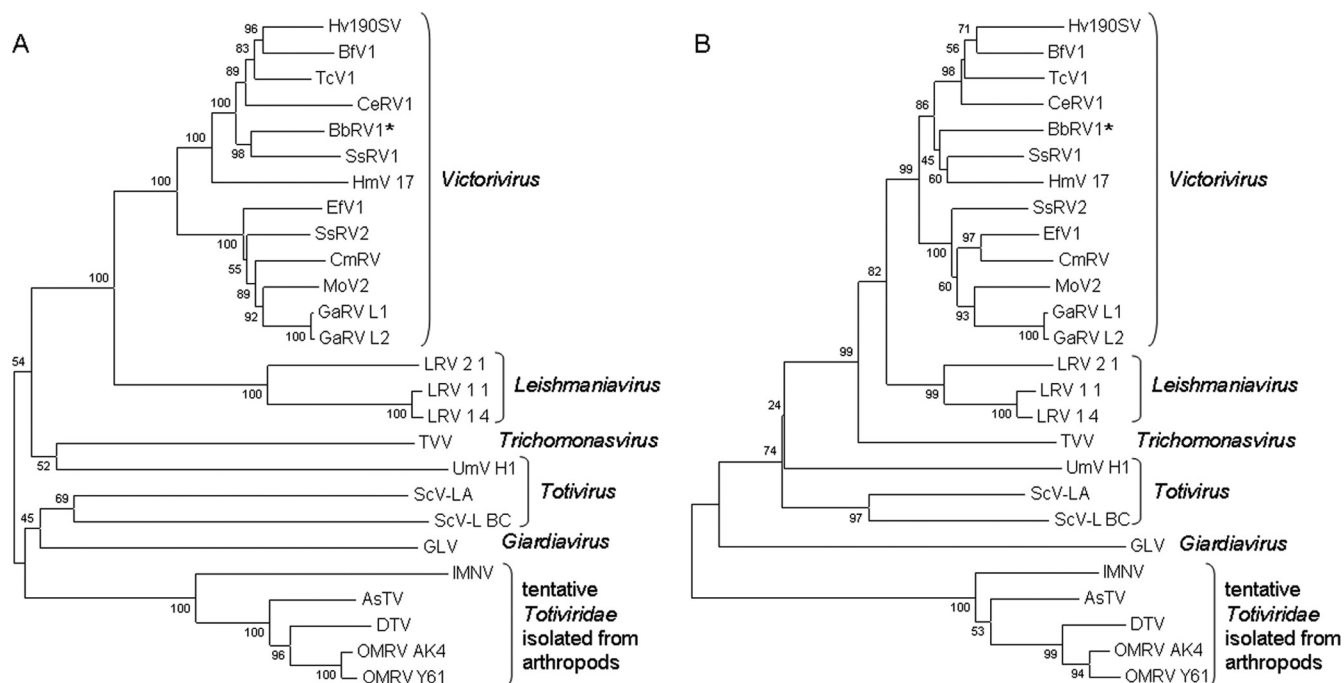 A
96
Hv190SV
83
BfV1
89
TcV1
100
CeRV1
BbRV1*
100
98
SsRV1
100
HmV 17
Victorivirus
EfV1
100
SsRV2
55
CmRV
100
89
MoV2
92
GaRV L1
100
GaRV L2
54
LRV 2 1
100
LRV 1 1
Leishmaniavirus
100
LRV 1 4
TVV
Trichomonasvirus
52
UmV H1
69
ScV-LA
Totivirus
45
ScV-L BC
GLV
Giardiavirus
IMNV
100
AsTV
100
DTV
96
OMRV AK4
100
OMRV Y61
tentative
Totiviridae
isolated from
arthropods
B
71
Hv190SV
56
BfV1
98
TcV1
86
CeRV1
BbRV1*
99
45
SsRV1
60
HmV 17
Victorivirus
SsRV2
100
97
EfV1
82
CmRV
60
MoV2
93
GaRV L1
100
GaRV L2
99
LRV 2 1
99
LRV 1 1
Leishmaniavirus
100
LRV 1 4
24
TVV
Trichomonasvirus
74
UmV H1
ScV-LA
Totivirus
97
ScV-L BC
GLV
Giardiavirus
IMNV
100
AsTV
53
DTV
99
OMRV AK4
94
OMRV Y61
tentative
Totiviridae
isolated from
arthropods